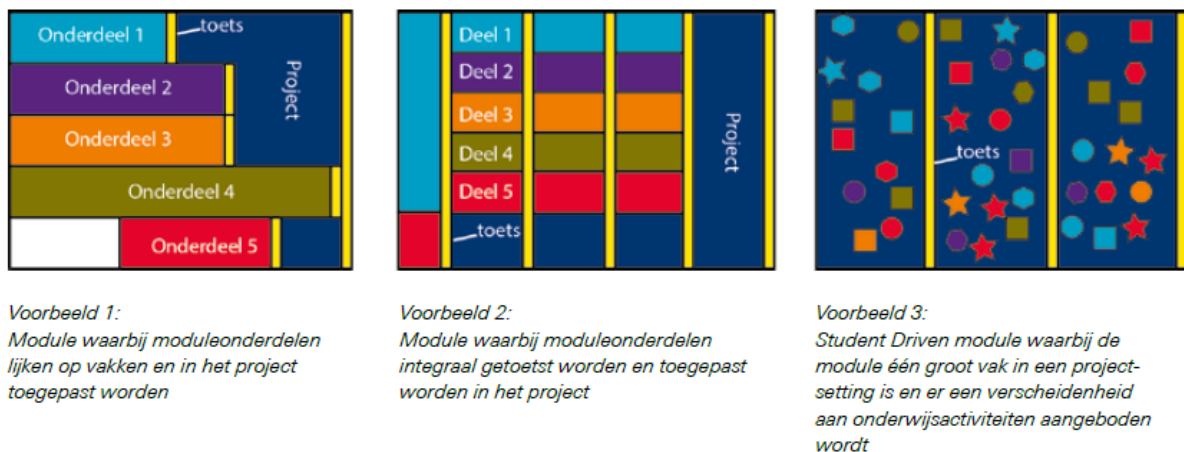 Onderdeel 1
toets
Onderdeel 2
Project
Onderdeel 3
Onderdeel 4
Onderdeel 5
Deel 1
Deel 2
Deel 3
Deel 4
Deel 5
Project
toets
toets
Voorbeeld 1:
Module waarbij moduleonderdelen
lijken op vakken en in het project
toegepast worden
Voorbeeld 2:
Module waarbij moduleonderdelen
integraal getoetst worden en toegepast
worden in het project
Voorbeeld 3:
Student Driven module waarbij de
module één groot vak in een project-
setting is en er een verscheidenheid
aan onderwijsactiviteiten aangeboden
wordt